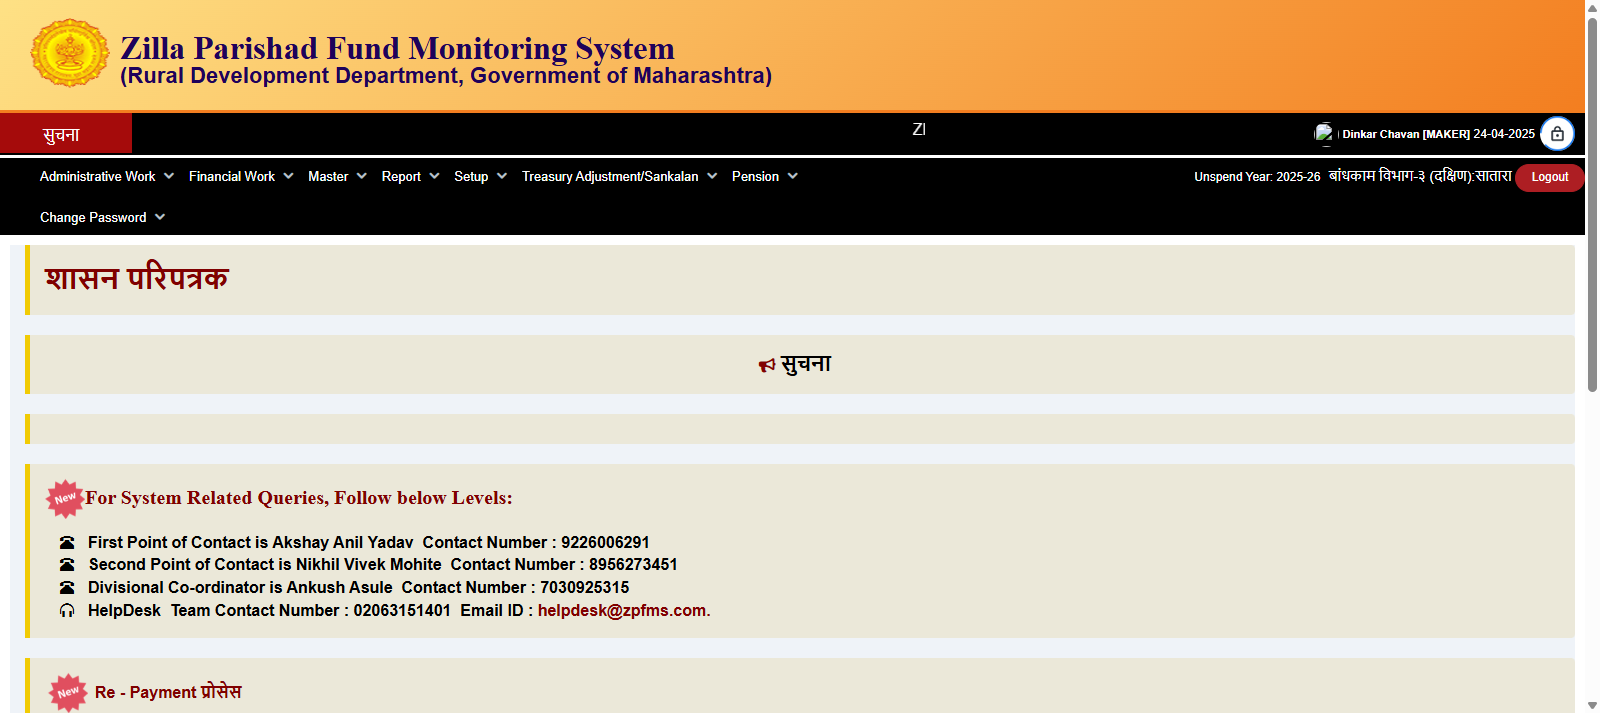 Zilla Parishad Fund Monitoring System
(Rural Development Department, Government of Maharashtra)
सुचना
ZI
Dinkar Chavan [MAKER] 24-04-2025
Administrative Work
Financial Work
Master
Report
Setup
Treasury Adjustment/Sankalan
Pension
Unspend Year: 2025-26 बांधकाम विभाग-३ (दक्षिण):सातारा
Logout
Change Password
शासन परिपत्रक
सुचना
New For System Related Queries, Follow below Levels:
First Point of Contact is Akshay Anil Yadav Contact Number : 9226006291
Second Point of Contact is Nikhil Vivek Mohite Contact Number : 8956273451
Divisional Co-ordinator is Ankush Asule Contact Number : 7030925315
HelpDesk Team Contact Number : 02063151401 Email ID : helpdesk@zpfms.com.
New Re - Payment प्रोसेस